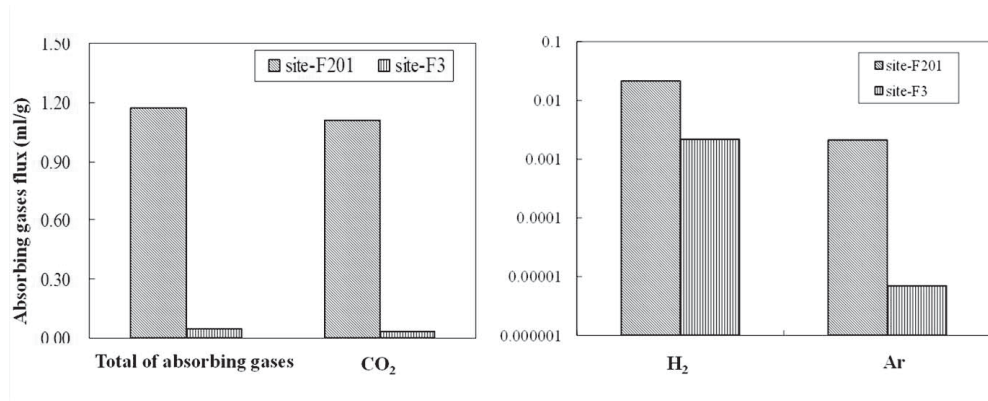 Absorbing gases flux (ml/g)
1.50
1.20
0.90
0.60
0.30
0.00
site-F201 site-F3
Total of absorbing gases CO₂
0.1
0.01
0.001
0.0001
0.00001
0.000001
site-F201
site-F3
H₂ Ar